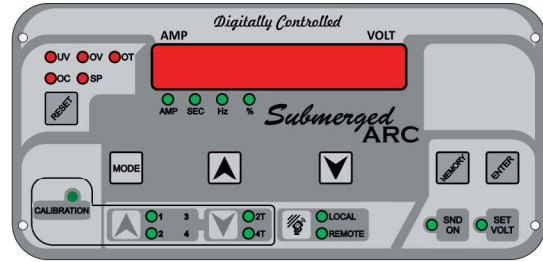 Digitally Controlled
AMP VOLT
UV OV OT
OC SP
RESET
AMP SEC Hz %
Submerged
ARC
MODE
MEMORY ENTER
CALIBRATION
1 3 2T
2 4 4T
LOCAL
REMOTE
SND
ON
SET
VOLT